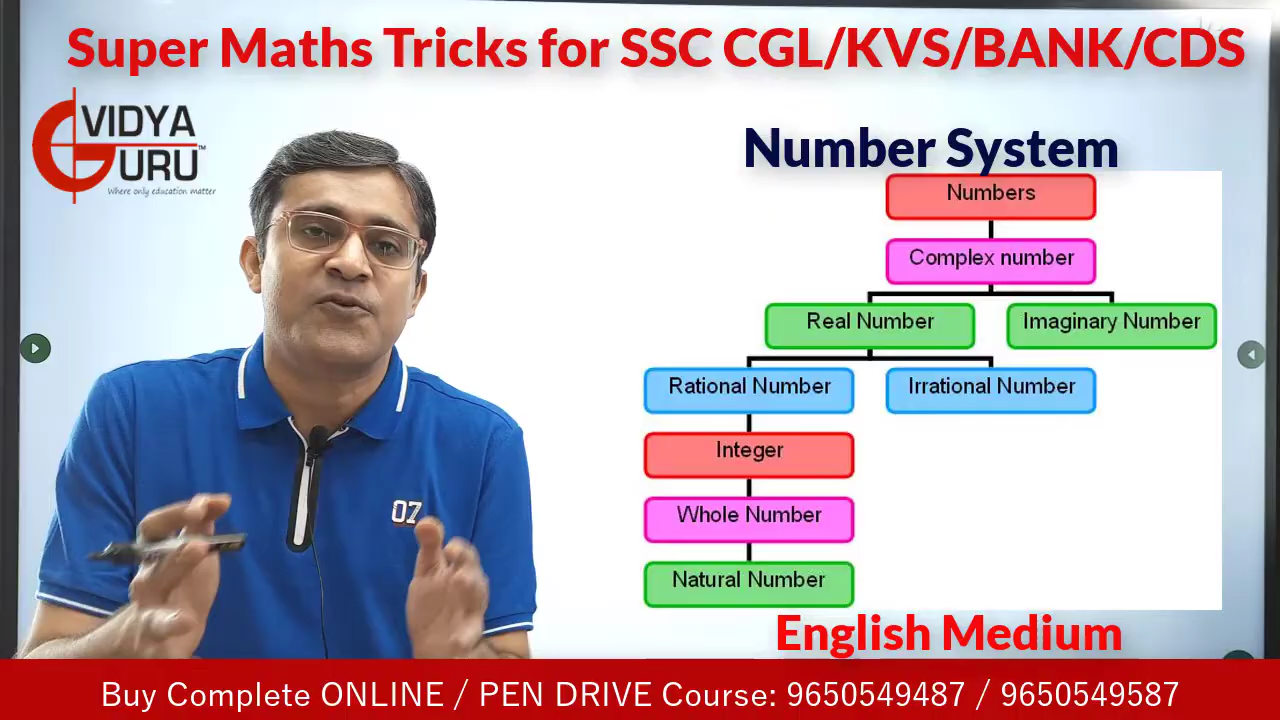 Super Maths Tricks for SSC CGL/KVS/BANK/CDS
VIDYA
GURU™
Where only education matter
Number System
Numbers
Complex number
Real Number
Imaginary Number
Rational Number
Irrational Number
Integer
Whole Number
Natural Number
07
English Medium
Buy Complete ONLINE / PEN DRIVE Course: 9650549487 / 9650549587